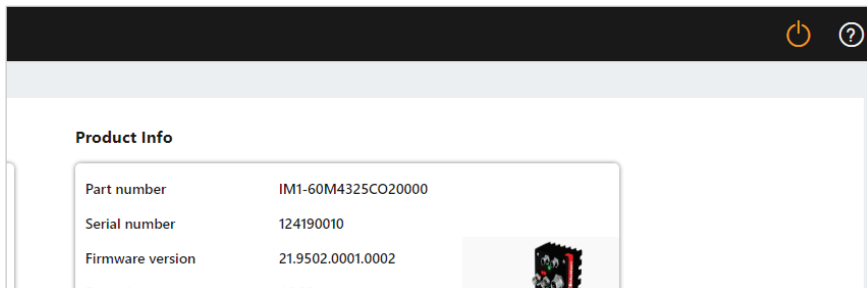 Product Info
Part number IM1-60M4325CO20000
Serial number 124190010
Firmware version 21.9502.0001.0002